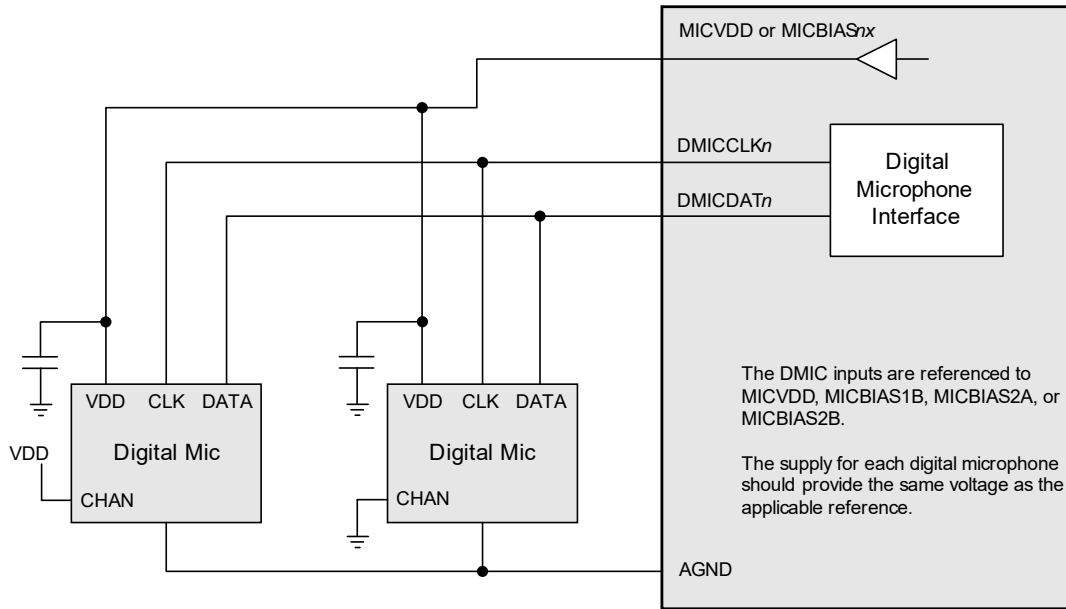 MICVDD or MICBIASnx
DMICCLKn
DMICDATn
Digital
Microphone
Interface
VDD CLK DATA
Digital Mic
VDD
CHAN
VDD CLK DATA
Digital Mic
CHAN
The DMIC inputs are referenced to
MICVDD, MICBIAS1B, MICBIAS2A, or
MICBIAS2B.
The supply for each digital microphone
should provide the same voltage as the
applicable reference.
AGND